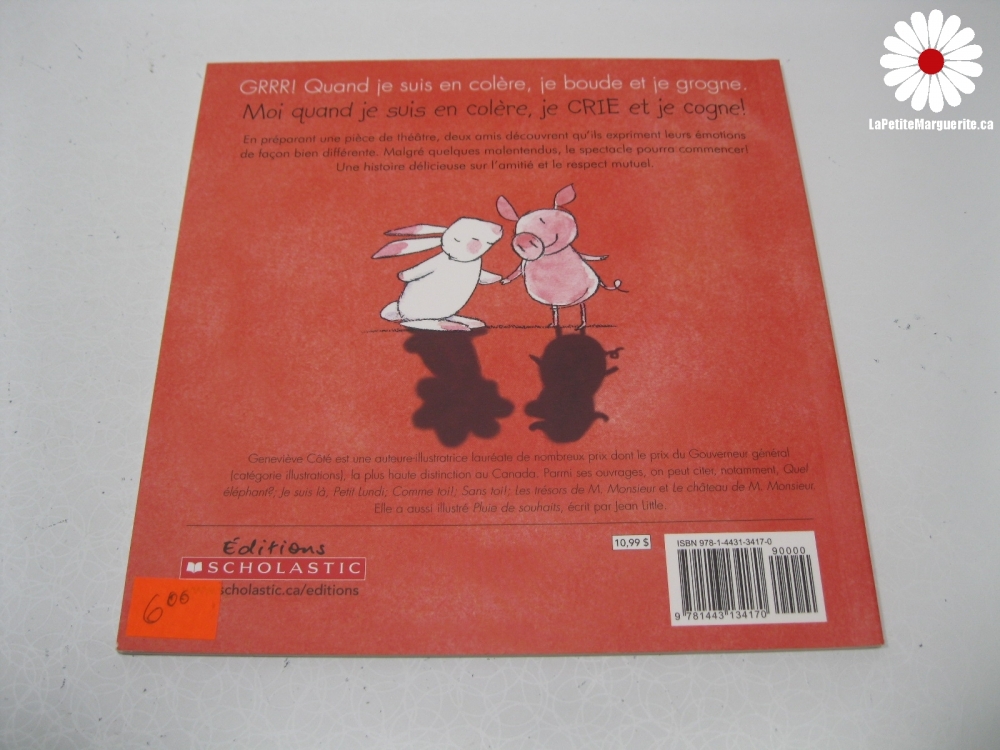 LaPetiteMarguerite.ca
GRRR! Quand je suis en colère, je boude et je grogne.
Moi quand je suis en colère, je CRIE et je cogne!
En préparant une pièce de théâtre, deux amis découvrent qu'ils expriment leurs émotions
de façon bien différente. Malgré quelques malentendus, le spectacle pourra commencer!
Une histoire délicieuse sur l'amitié et le respect mutuel.
Geneviève Côté est une auteure-illustratrice lauréate de nombreux prix dont le prix du Gouverneur général
(catégorie illustrations), la plus haute distinction au Canada. Parmi ses ouvrages, on peut citer, notamment, Quel
éléphant?; Je suis là, Petit Lundi; Comme toi!; Sans toi!; Les trésors de M. Monsieur et Le château de M. Monsieur.
Elle a aussi illustré Pluie de souhaits, écrit par Jean Little.
Éditions
SCHOLASTIC
scholastic.ca/editions
6 00
10,99 $
ISBN 978-1-4431-3417-0
90000
9 781443 134170